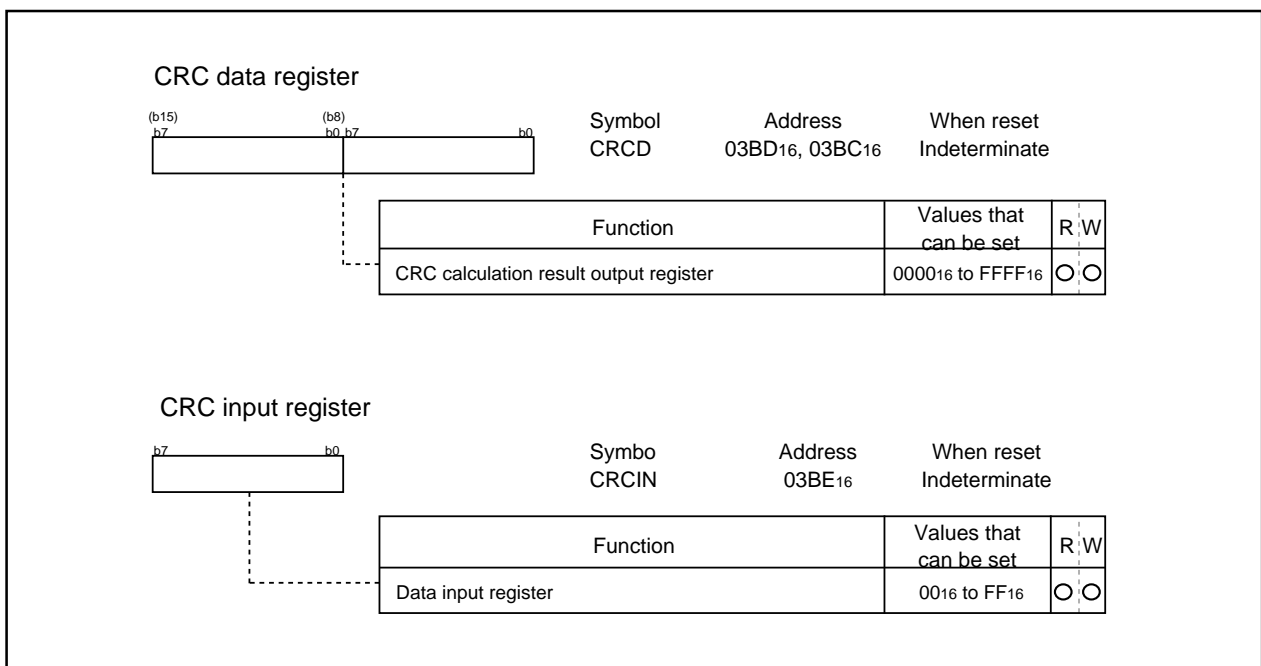 CRC data register
(b15) (b8)
b7 b0 b7 b0
Symbol Address When reset
CRCD 03BD16, 03BC16 Indeterminate
Function Values that can be set R W
CRC calculation result output register 000016 to FFFF16
CRC input register
b7 b0
Symbo Address When reset
CRCIN 03BE16 Indeterminate
Function Values that can be set R W
Data input register 0016 to FF16